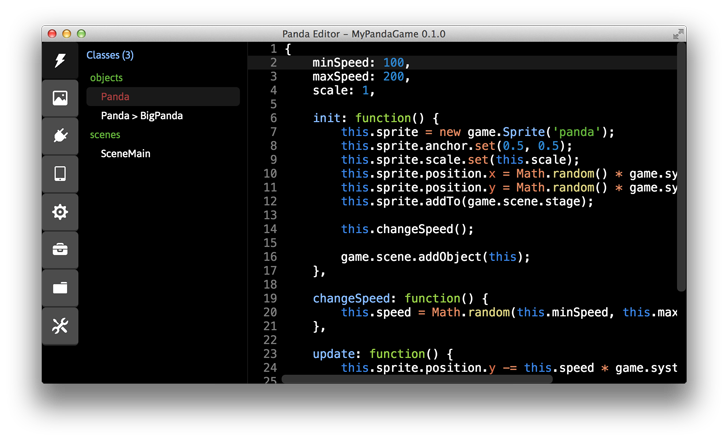 Panda Editor – MyPandaGame 0.1.0
Classes (3)
objects
Panda
Panda > BigPanda
scenes
SceneMain
1 {
2 minSpeed: 100,
3 maxSpeed: 200,
4 scale: 1,
5
6 init: function() {
7 this.sprite = new game.Sprite('panda');
8 this.sprite.anchor.set(0.5, 0.5);
9 this.sprite.scale.set(this.scale);
10 this.sprite.position.x = Math.random() * game.sy
11 this.sprite.position.y = Math.random() * game.sy
12 this.sprite.addTo(game.scene.stage);
13
14 this.changeSpeed();
15
16 game.scene.addObject(this);
17 },
18
19 changeSpeed: function() {
20 this.speed = Math.random(this.minSpeed, this.max
21 },
22
23 update: function() {
24 this.sprite.position.y -= this.speed * game.syst
25